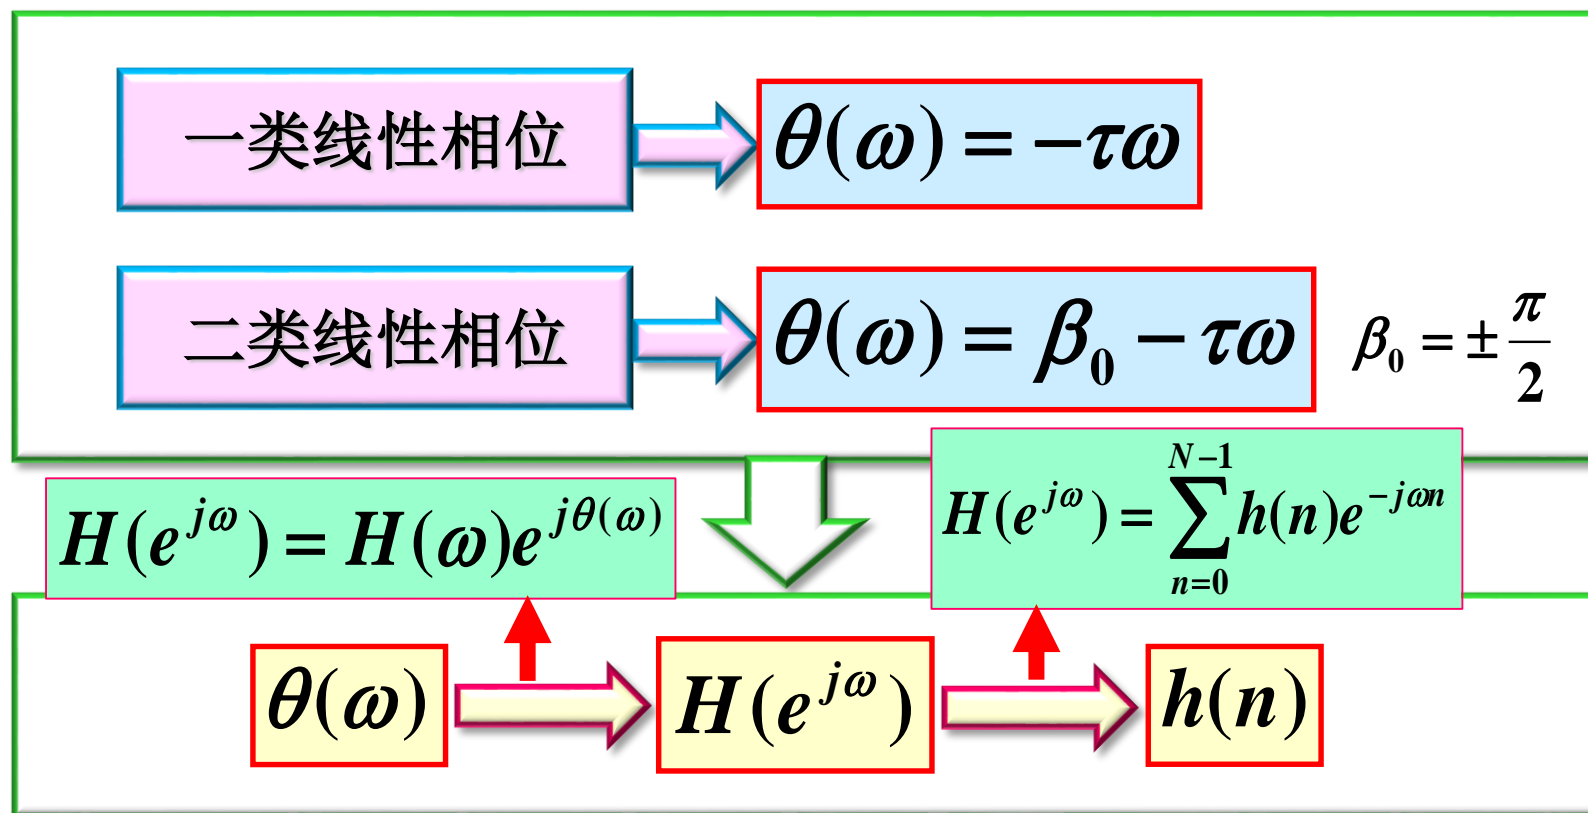 一类线性相位 θ(ω) = −τω
二类线性相位 θ(ω) = β₀ − τω β₀ = ± π/2
H(e^{jω}) = H(ω)e^{jθ(ω)}
H(e^{jω}) = ∑_{n=0}^{N−1} h(n)e^{−jωn}
θ(ω) H(e^{jω}) h(n)